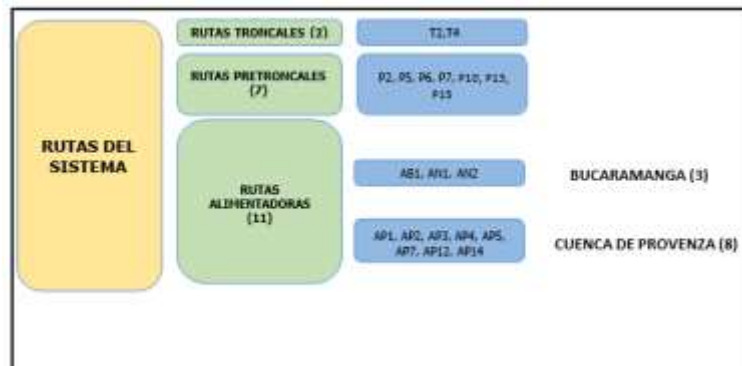 RUTAS DEL
SISTEMA
RUTAS TRONCALES (2)
T2,T4
RUTAS PRETRONCALES
(7)
P2, P5, P6, P7, P10, P13,
P15
RUTAS
ALIMENTADORAS
(11)
AB1, AN1, AN2
BUCARAMANGA (3)
AP1, AP2, AP3, AP4, AP5,
AP7, AP12, AP14
CUENCA DE PROVENZA (8)